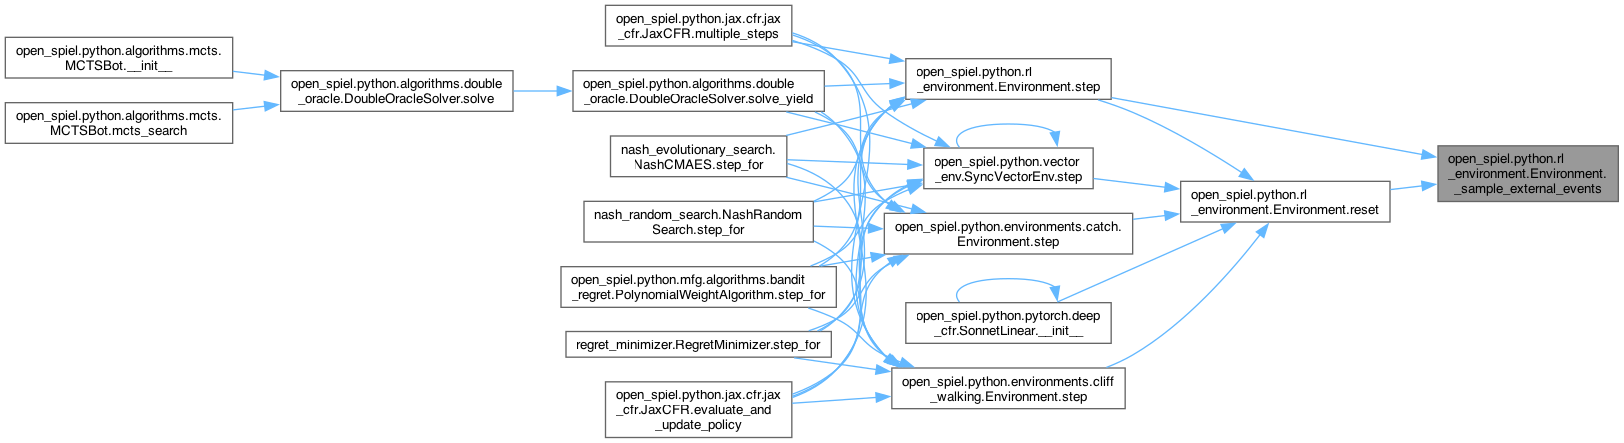 open_spiel.python.algorithms.mcts.
MCTSBot.__init__
open_spiel.python.algorithms.mcts.
MCTSBot.mcts_search
open_spiel.python.algorithms.double
_oracle.DoubleOracleSolver.solve
open_spiel.python.jax.cfr.jax
_cfr.JaxCFR.multiple_steps
open_spiel.python.algorithms.double
_oracle.DoubleOracleSolver.solve_yield
nash_evolutionary_search.
NashCMAES.step_for
nash_random_search.NashRandom
Search.step_for
open_spiel.python.mfg.algorithms.bandit
_regret.PolynomialWeightAlgorithm.step_for
regret_minimizer.RegretMinimizer.step_for
open_spiel.python.jax.cfr.jax
_cfr.JaxCFR.evaluate_and
_update_policy
open_spiel.python.rl
_environment.Environment.step
open_spiel.python.vector
_env.SyncVectorEnv.step
open_spiel.python.environments.catch.
Environment.step
open_spiel.python.pytorch.deep
_cfr.SonnetLinear.__init__
open_spiel.python.environments.cliff
_walking.Environment.step
open_spiel.python.rl
_environment.Environment.reset
open_spiel.python.rl
_environment.Environment.
_sample_external_events